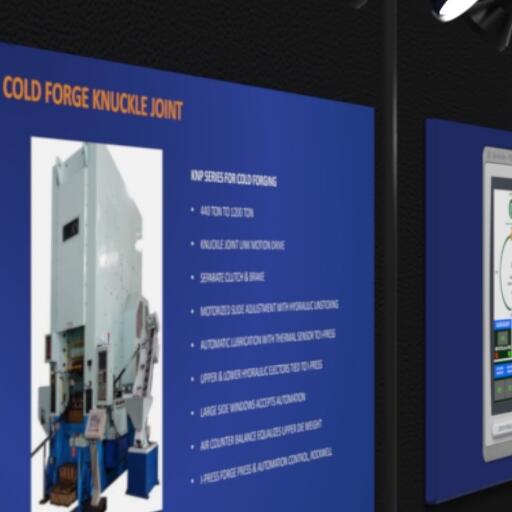 COLD FORGE KNUCKLE JOINT
KNP SERIES FOR COLD FORGING
• 440 TON TO 1200 TON
• KNUCKLE JOINT LINK MOTION DRIVE
• SEPARATE CLUTCH & BRAKE
• MOTORIZED SLIDE ADJUSTMENT WITH HYDRAULIC UNSTICKING
• AUTOMATIC LUBRICATION WITH THERMAL SENSOR TO I-PRESS
• UPPER & LOWER HYDRAULIC EJECTORS TIED TO I-PRESS
• LARGE SIDE WINDOWS ACCEPTS AUTOMATION
• AIR COUNTER BALANCE EQUALIZES UPPER DIE WEIGHT
• I-PRESS FORGE PRESS & AUTOMATION CONTROL, ROCKWELL